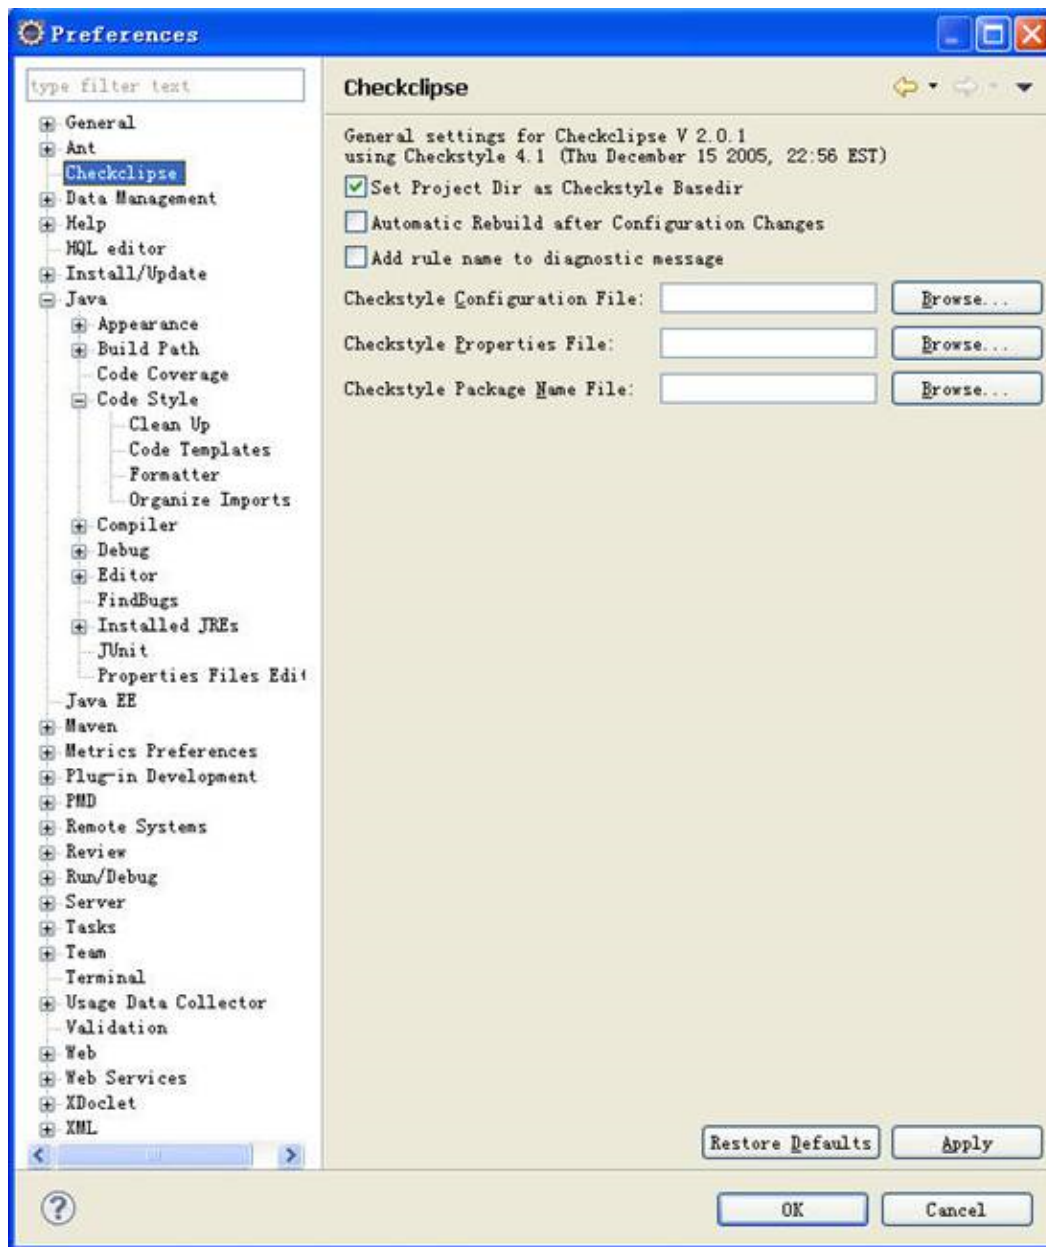 Preferences
type filter text
General
Ant
Checkclipse
Data Management
Help
HQL editor
Install/Update
Java
Appearance
Build Path
Code Coverage
Code Style
Clean Up
Code Templates
Formatter
Organize Imports
Compiler
Debug
Editor
FindBugs
Installed JREs
JUnit
Properties Files Edi
Java EE
Maven
Metrics Preferences
Plug-in Development
PMD
Remote Systems
Review
Run/Debug
Server
Tasks
Team
Terminal
Usage Data Collector
Validation
Web
Web Services
XDoclet
XML
Checkclipse
General settings for Checkclipse V 2.0.1
using Checkstyle 4.1 (Thu December 15 2005, 22:56 EST)
Set Project Dir as Checkstyle Basedir
Automatic Rebuild after Configuration Changes
Add rule name to diagnostic message
Checkstyle Configuration File: Browse...
Checkstyle Properties File: Browse...
Checkstyle Package Name File: Browse...
Restore Defaults Apply
? OK Cancel